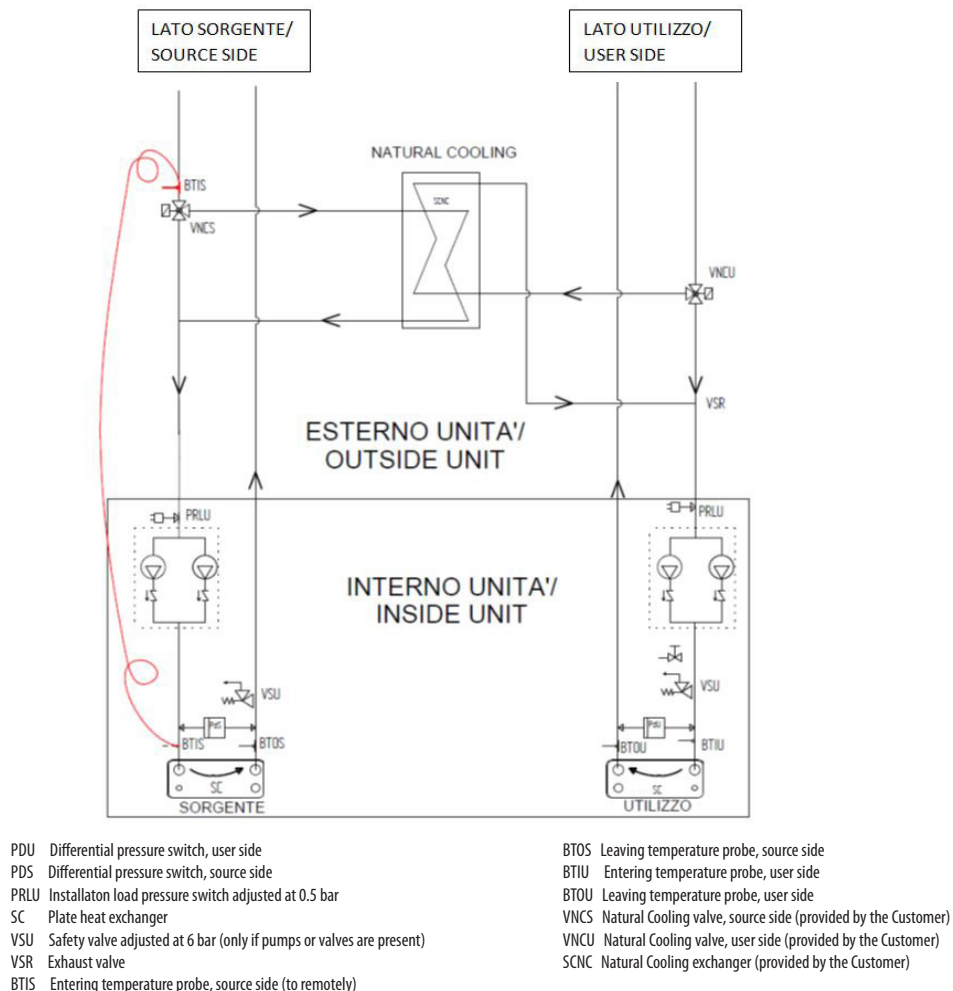 LATO SORGENTE/
SOURCE SIDE
LATO UTILIZZO/
USER SIDE
NATURAL COOLING
BTIS
SCNC
VNCS
VNCU
VSR
ESTERNO UNITA'/
OUTSIDE UNIT
PRLU
PRLU
INTERNO UNITA'/
INSIDE UNIT
VSU
VSU
PdS
PdU
BTIS
BTOS
BTOU
BTIU
SC
SC
SORGENTE
UTILIZZO
PDU Differential pressure switch, user side
PDS Differential pressure switch, source side
PRLU Installaton load pressure switch adjusted at 0.5 bar
SC Plate heat exchanger
VSU Safety valve adjusted at 6 bar (only if pumps or valves are present)
VSR Exhaust valve
BTIS Entering temperature probe, source side (to remotely)
BTOS Leaving temperature probe, source side
BTIU Entering temperature probe, user side
BTOU Leaving temperature probe, user side
VNCS Natural Cooling valve, source side (provided by the Customer)
VNCU Natural Cooling valve, user side (provided by the Customer)
SCNC Natural Cooling exchanger (provided by the Customer)